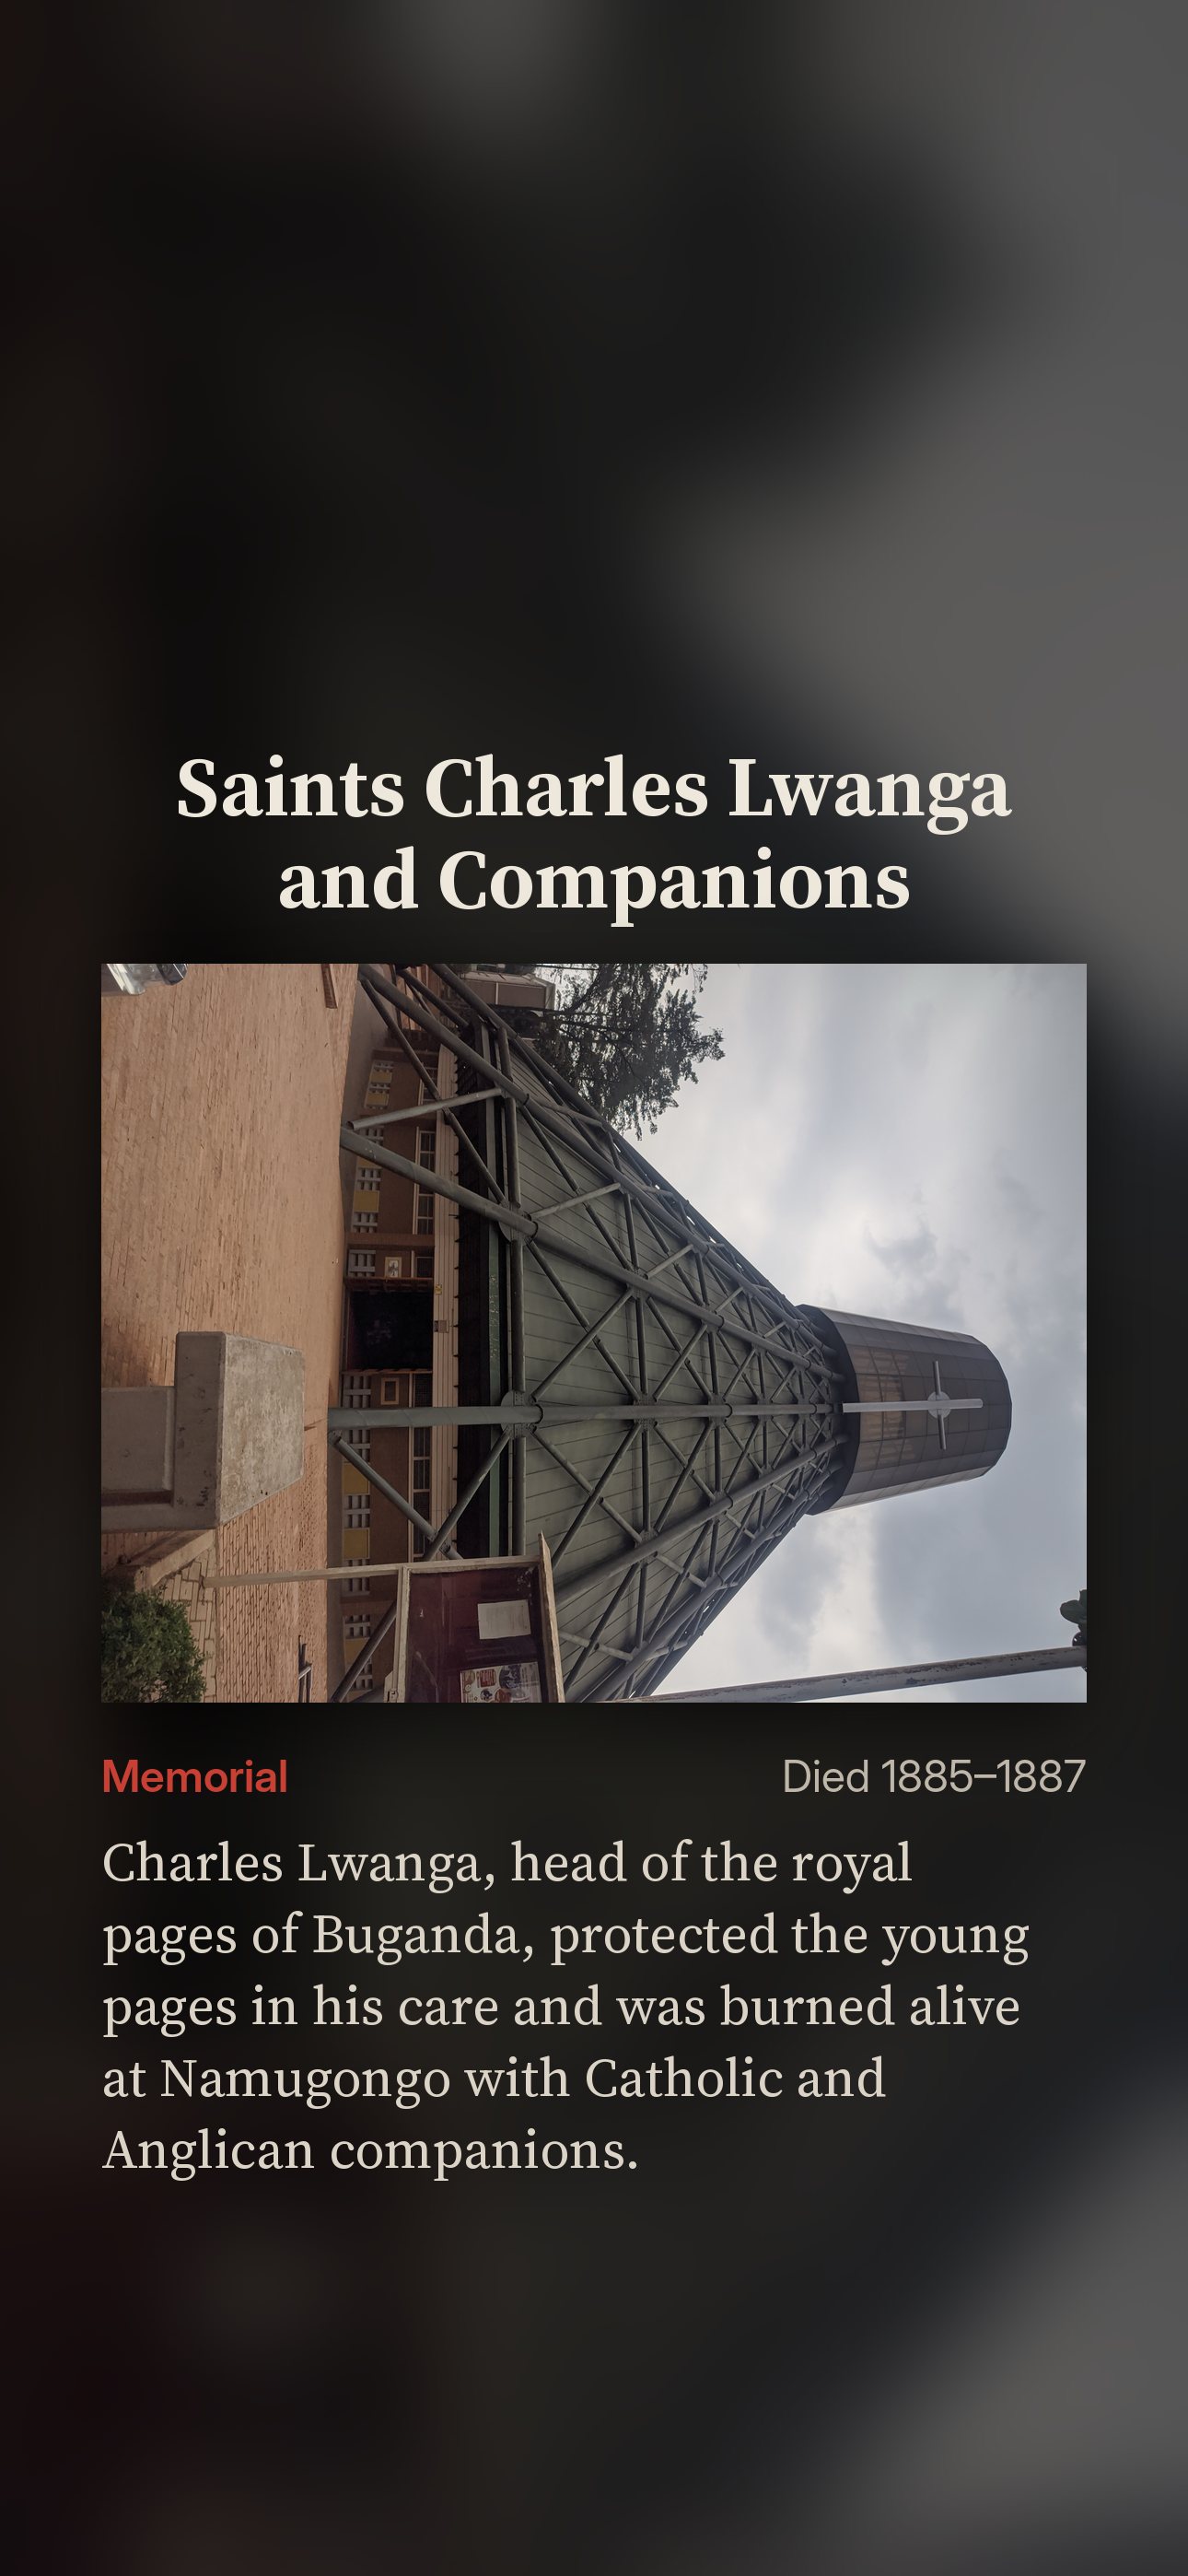 Saints Charles Lwanga
and Companions
Memorial
Died 1885–1887
Charles Lwanga, head of the royal
pages of Buganda, protected the young
pages in his care and was burned alive
at Namugongo with Catholic and
Anglican companions.